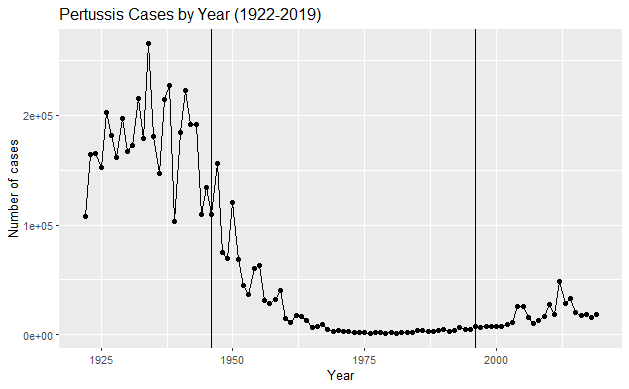 Pertussis Cases by Year (1922-2019)
Number of cases
2e+05
1e+05
0e+00
1925 1950 1975 2000
Year